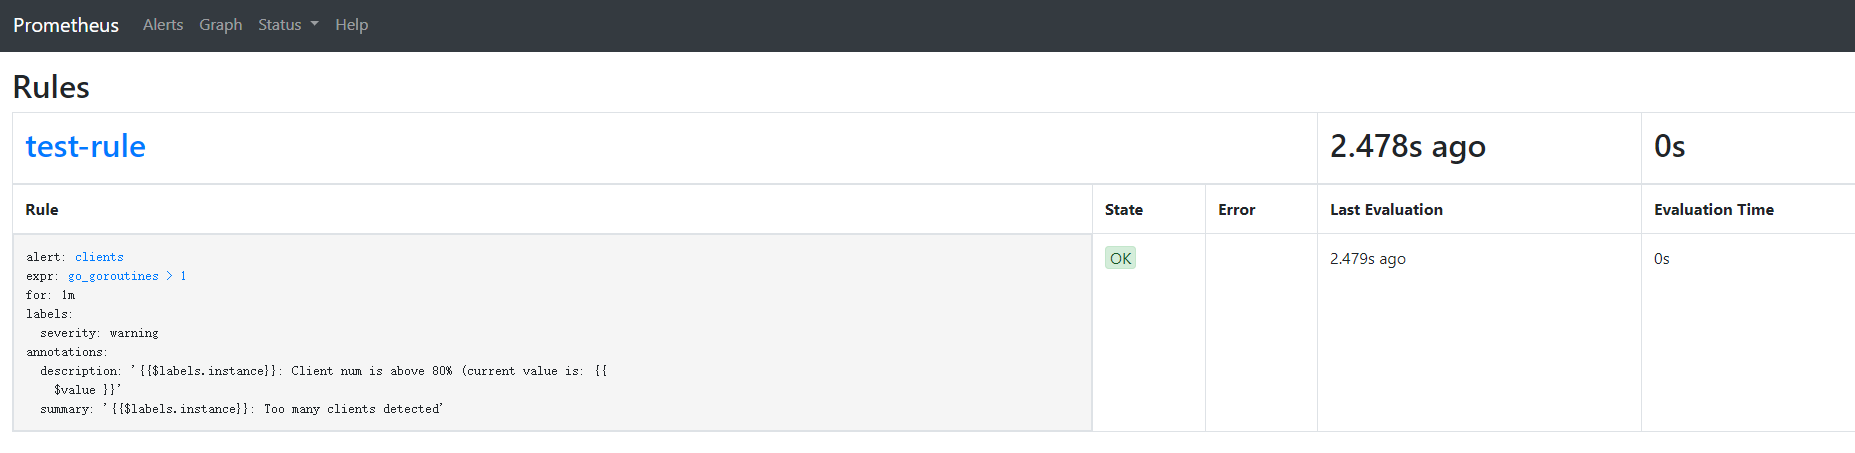 Prometheus Alerts Graph Status Help
Rules
test-rule 2.478s ago 0s
Rule State Error Last Evaluation Evaluation Time
alert: clients OK 2.479s ago 0s
expr: go_goroutines > 1
for: 1m
labels:
  severity: warning
annotations:
  description: '{{$labels.instance}}: Client num is above 80% (current value is: {{
    $value }}'
  summary: '{{$labels.instance}}: Too many clients detected'